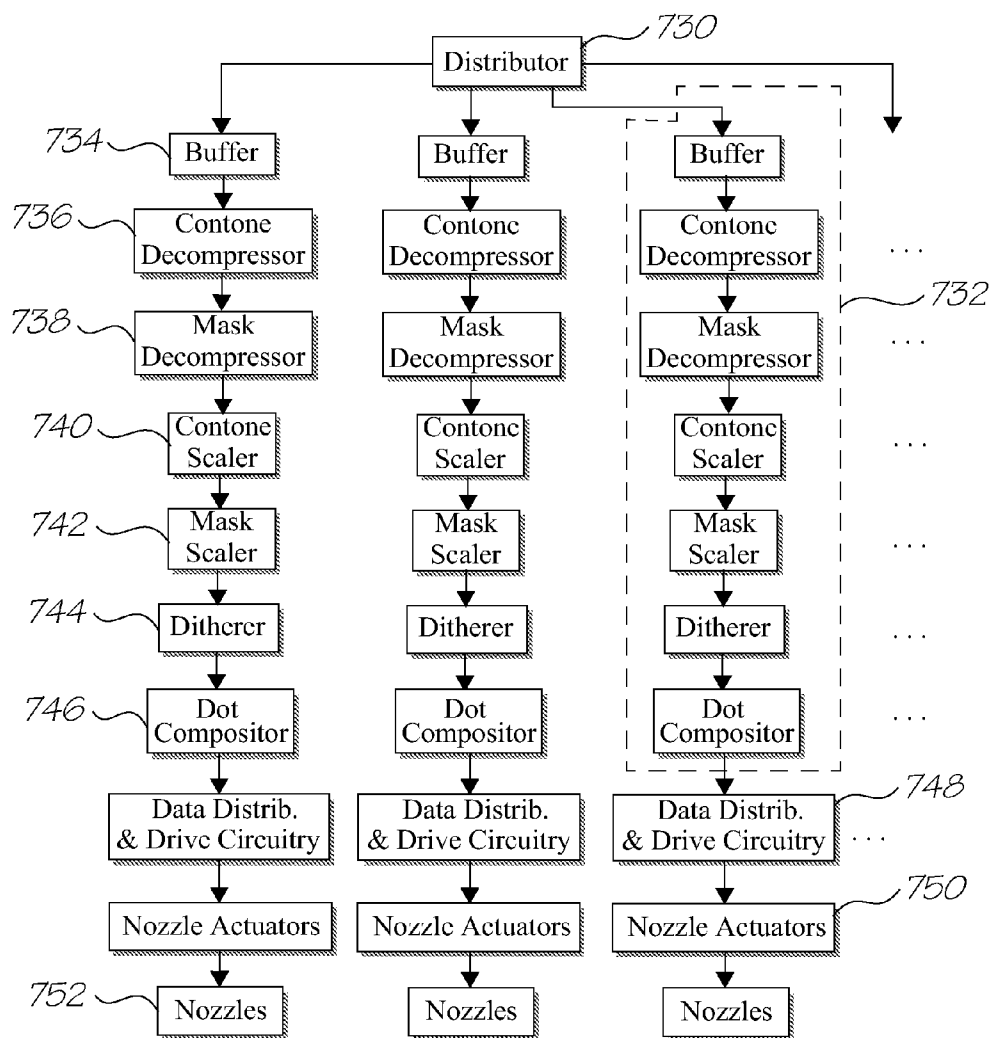 730
Distributor
734
Buffer
Buffer
Buffer
736
Contone
Decompressor
Contone
Decompressor
Contone
Decompressor
. . .
732
738
Mask
Decompressor
Mask
Decompressor
Mask
Decompressor
. . .
740
Contone
Scaler
Contone
Scaler
Contone
Scaler
. . .
742
Mask
Scaler
Mask
Scaler
Mask
Scaler
. . .
744
Ditherer
Ditherer
Ditherer
. . .
746
Dot
Compositor
Dot
Compositor
Dot
Compositor
. . .
748
Data Distrib.
& Drive Circuitry
Data Distrib.
& Drive Circuitry
Data Distrib.
& Drive Circuitry
. . .
750
Nozzle Actuators
Nozzle Actuators
Nozzle Actuators
752
Nozzles
Nozzles
Nozzles